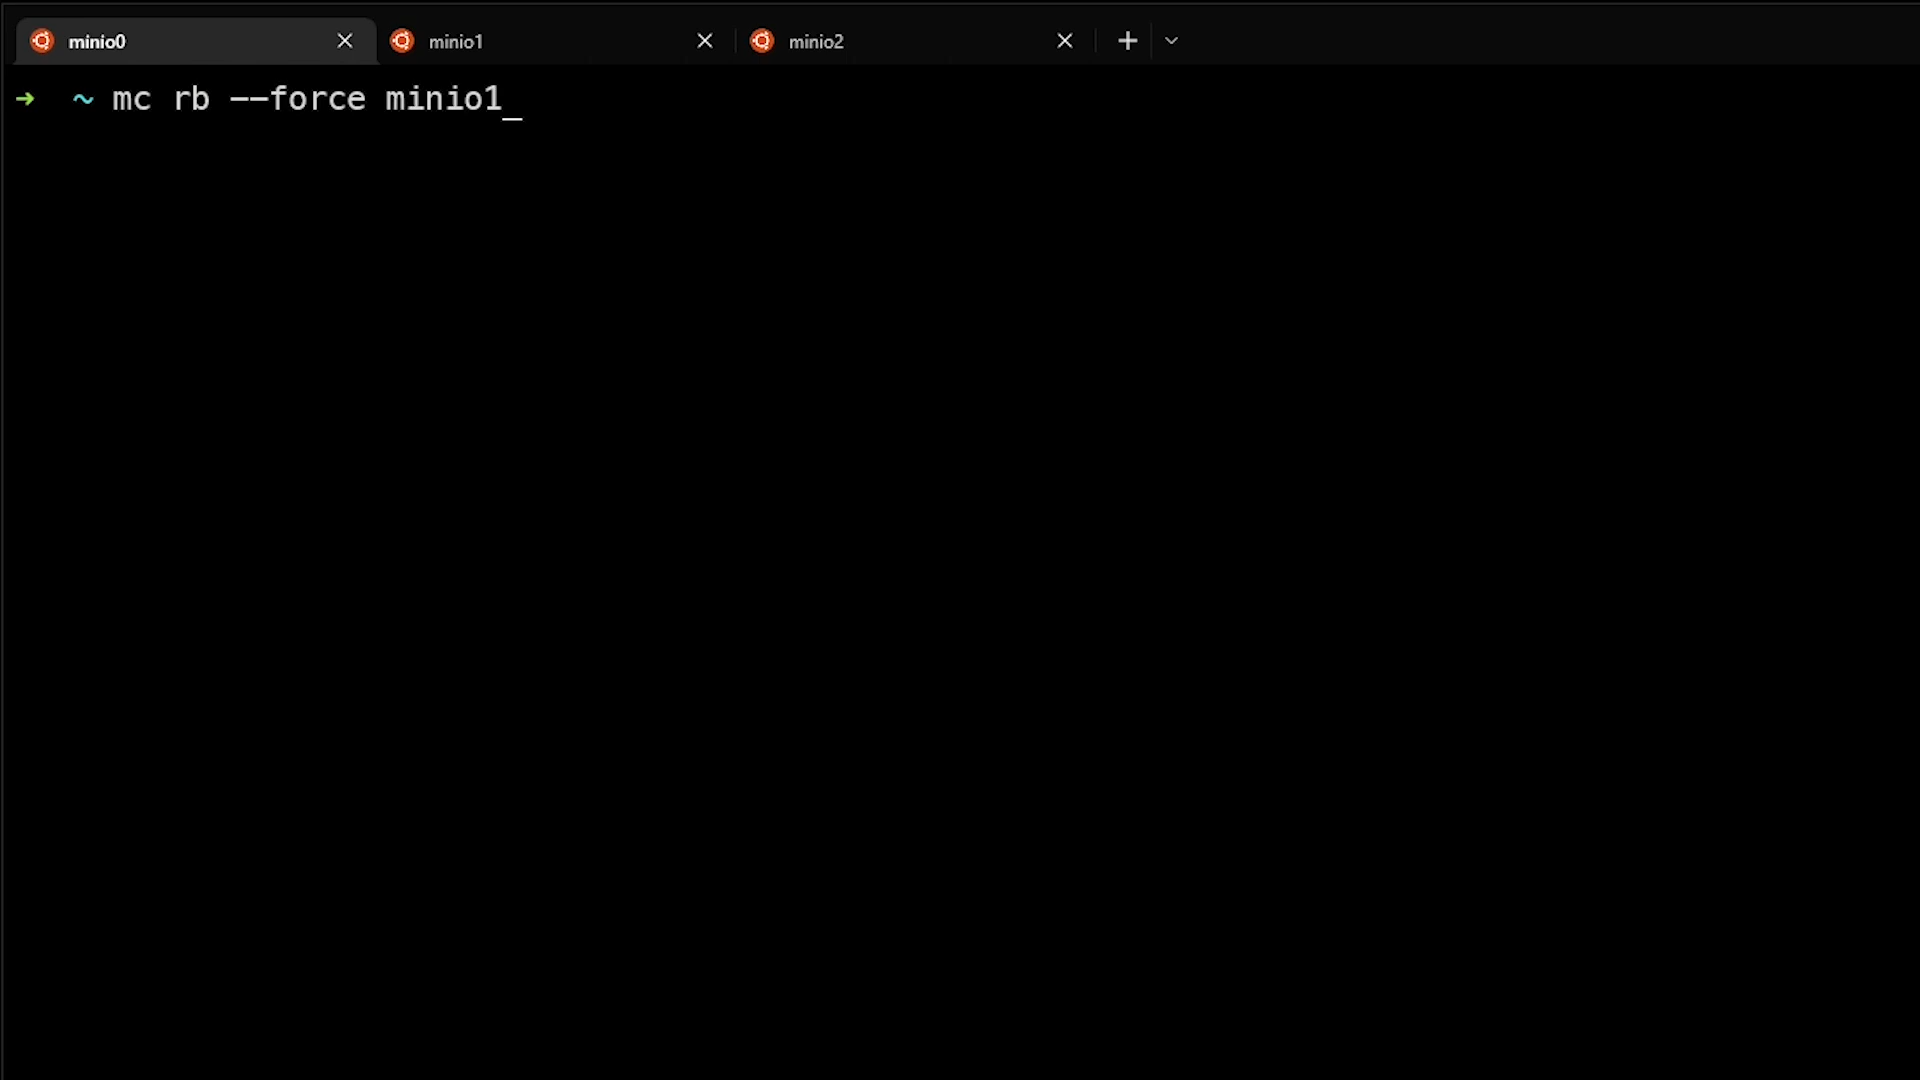 minio0 minio1 minio2
➜ ~ mc rb --force minio1_